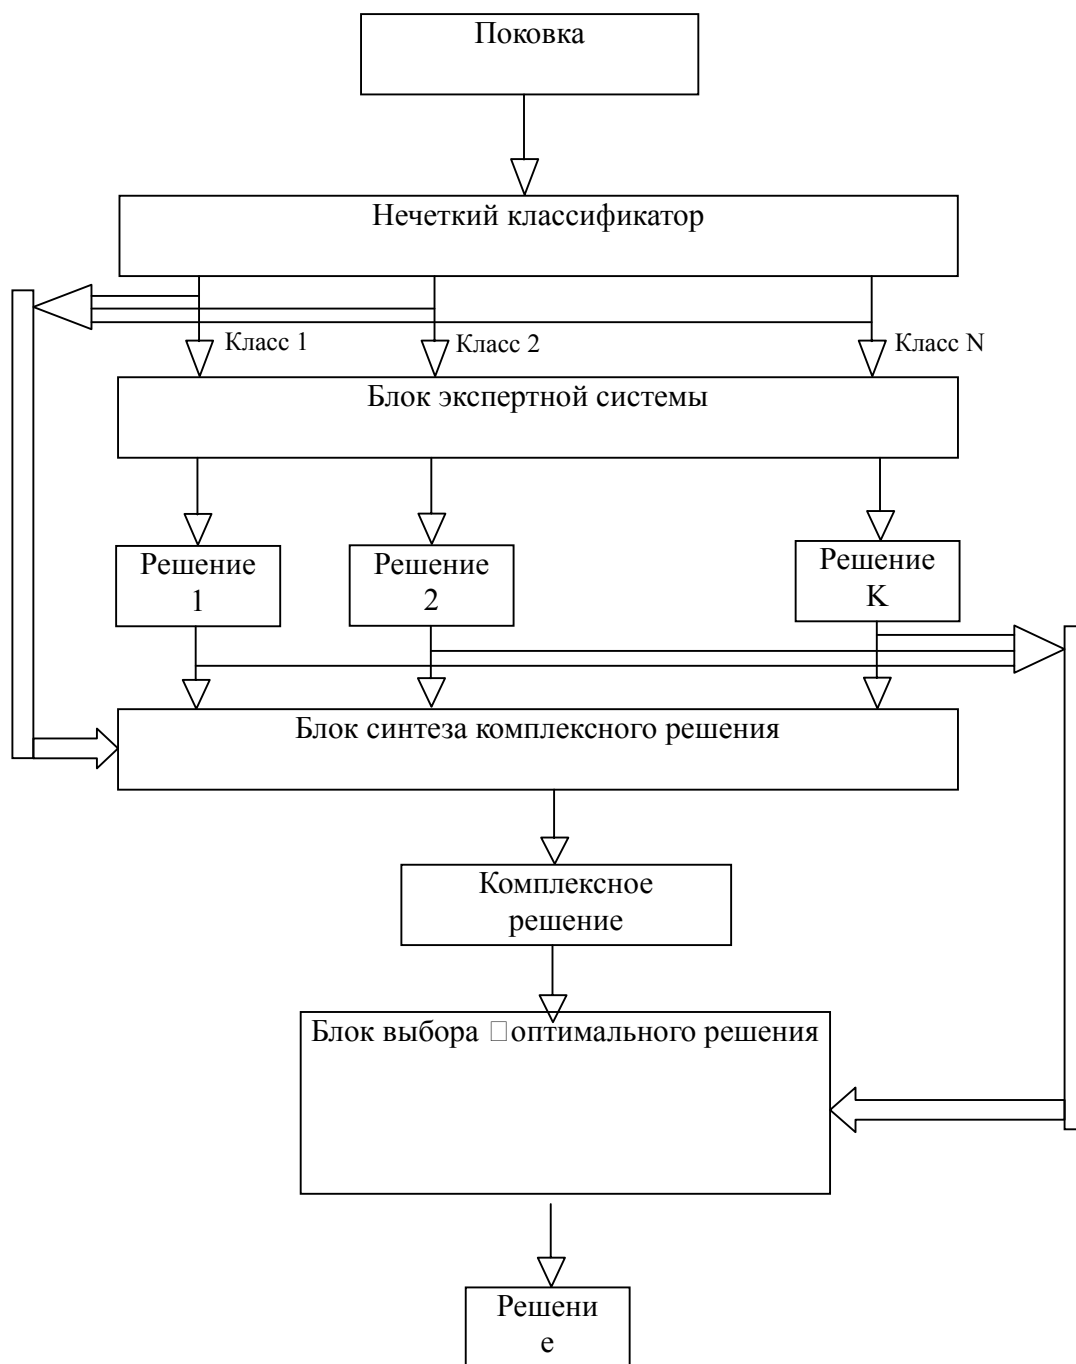 Поковка
Нечеткий классификатор
Класс 1
Класс 2
Класс N
Блок экспертной системы
Решение
1
Решение
2
Решение
K
Блок синтеза комплексного решения
Комплексное
решение
Блок выбора □оптимального решения
Решени
е